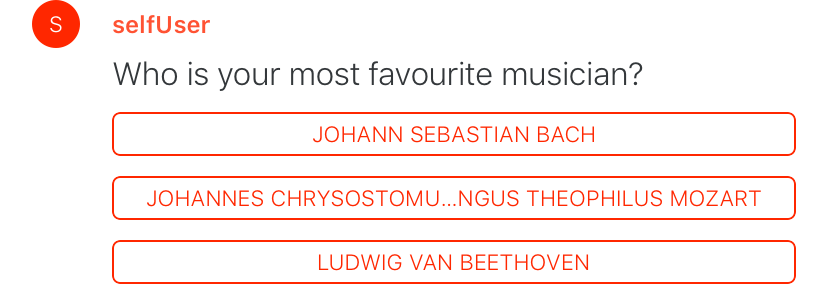 S
selfUser
Who is your most favourite musician?
JOHANN SEBASTIAN BACH
JOHANNES CHRYSOSTOMU...NGUS THEOPHILUS MOZART
LUDWIG VAN BEETHOVEN